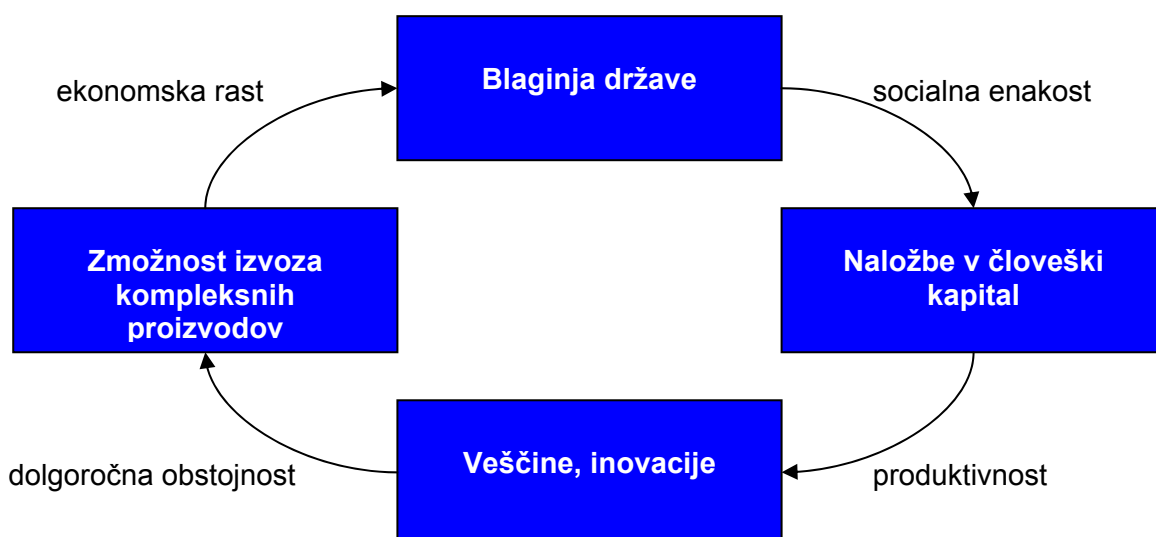 Blaginja države
ekonomska rast
socialna enakost
Zmožnost izvoza
kompleksnih
proizvodov
Naložbe v človeški
kapital
Veščine, inovacije
dolgoročna obstojnost
produktivnost